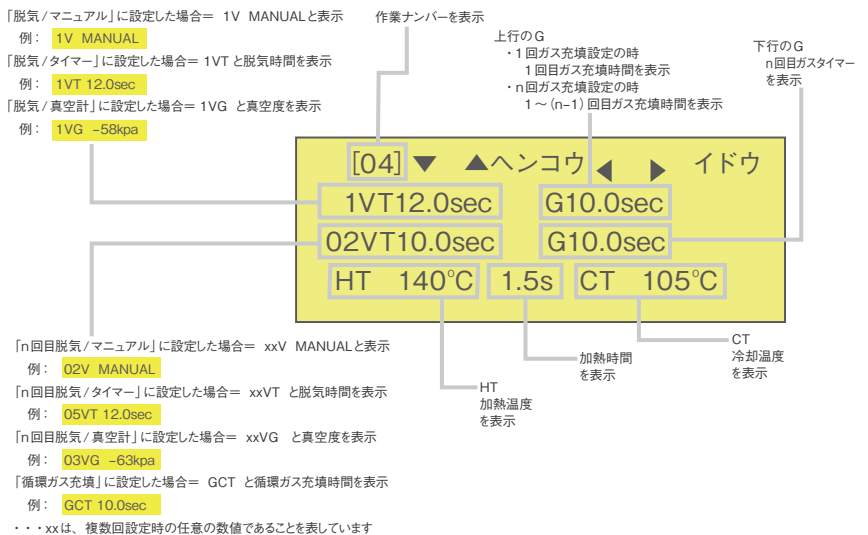 「脱気/マニュアル」に設定した場合＝ 1V MANUALと表示
例： 1V MANUAL
「脱気/タイマー」に設定した場合＝1VTと脱気時間を表示
例： 1VT 12.0sec
「脱気/真空計」に設定した場合＝1VG と真空度を表示
例： 1VG −58kpa
作業ナンバーを表示
上行のG
・1回ガス充填設定の時
1回目ガス充填時間を表示
・n回ガス充填設定の時
1〜(n−1)回目ガス充填時間を表示
下行のG
n回目ガスタイマー
を表示
[04] ▼ ▲ヘンコウ ◀ ▶ イドウ
1VT12.0sec G10.0sec
02VT10.0sec G10.0sec
HT 140℃ 1.5s CT 105℃
「n回目脱気/マニュアル」に設定した場合＝ xxV MANUALと表示
例： 02V MANUAL
「n回目脱気/タイマー」に設定した場合＝ xxVT と脱気時間を表示
例： 05VT 12.0sec
「n回目脱気/真空計」に設定した場合＝ xxVG と真空度を表示
例： 03VG −63kpa
「循環ガス充填」に設定した場合＝ GCT と循環ガス充填時間を表示
例： GCT 10.0sec
・・・xxは、複数回設定時の任意の数値であることを表しています
HT
加熱温度
を表示
加熱時間
を表示
CT
冷却温度
を表示